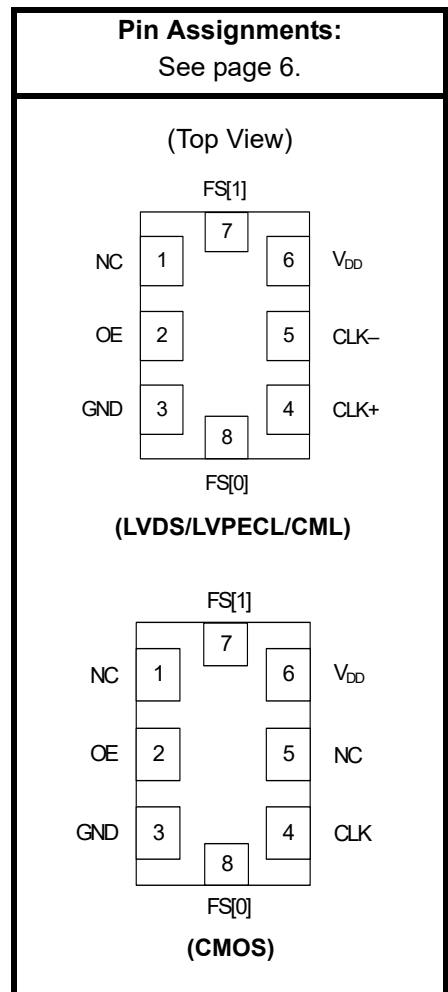 Pin Assignments:
See page 6.
(Top View)
FS[1]
7
NC 1 6 VDD
OE 2 5 CLK–
GND 3 4 CLK+
8
FS[0]
(LVDS/LVPECL/CML)
FS[1]
7
NC 1 6 VDD
OE 2 5 NC
GND 3 4 CLK
8
FS[0]
(CMOS)